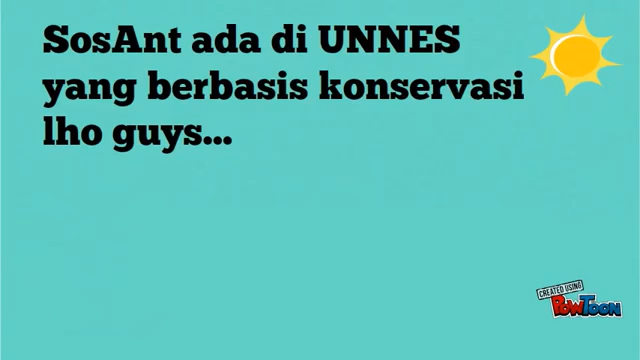 SosAnt ada di UNNES
yang berbasis konservasi
lho guys...
CREATED USING
POWTOON